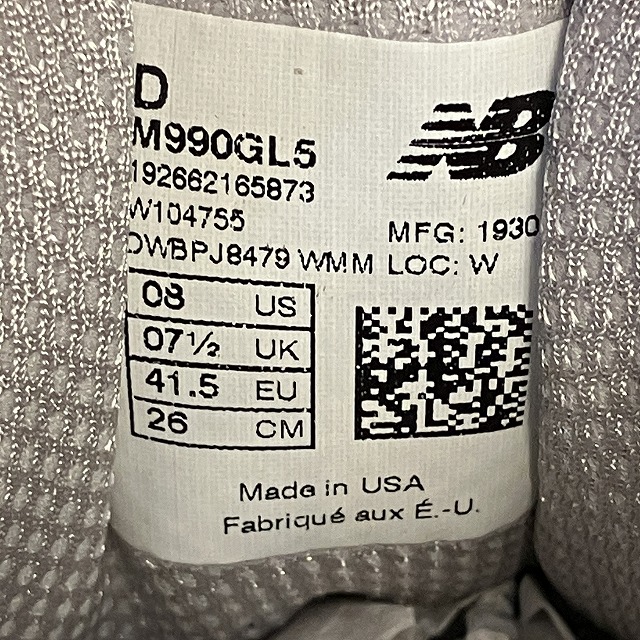 D
M990GL5
192662165873
W104755
DWBPJ8479 WMM
NB
MFG: 1930
LOC: W
08 US
07½ UK
41.5 EU
26 CM
Made in USA
Fabriqué aux É.-U.